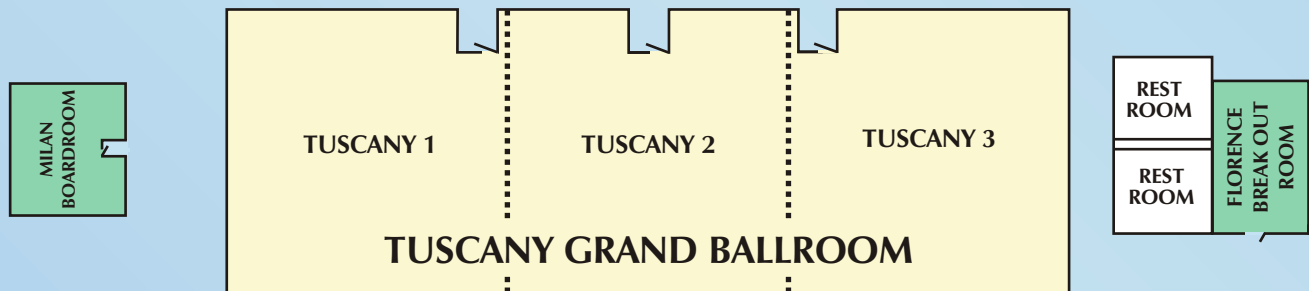 MILAN
BOARDROOM
TUSCANY 1
TUSCANY 2
TUSCANY 3
TUSCANY GRAND BALLROOM
REST
ROOM
REST
ROOM
FLORENCE
BREAK OUT
ROOM